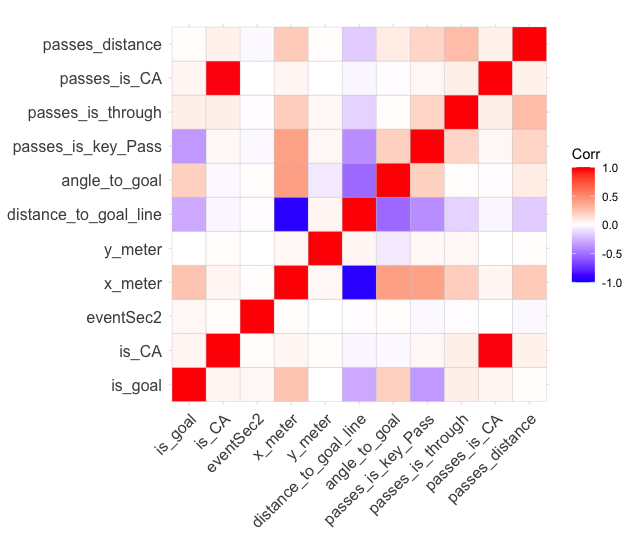 passes_distance
passes_is_CA
passes_is_through
passes_is_key_Pass
angle_to_goal
distance_to_goal_line
y_meter
x_meter
eventSec2
is_CA
is_goal
is_goal
is_CA
eventSec2
x_meter
y_meter
distance_to_goal_line
angle_to_goal
passes_is_key_Pass
passes_is_through
passes_is_CA
passes_distance
Corr
1.0
0.5
0.0
-0.5
-1.0